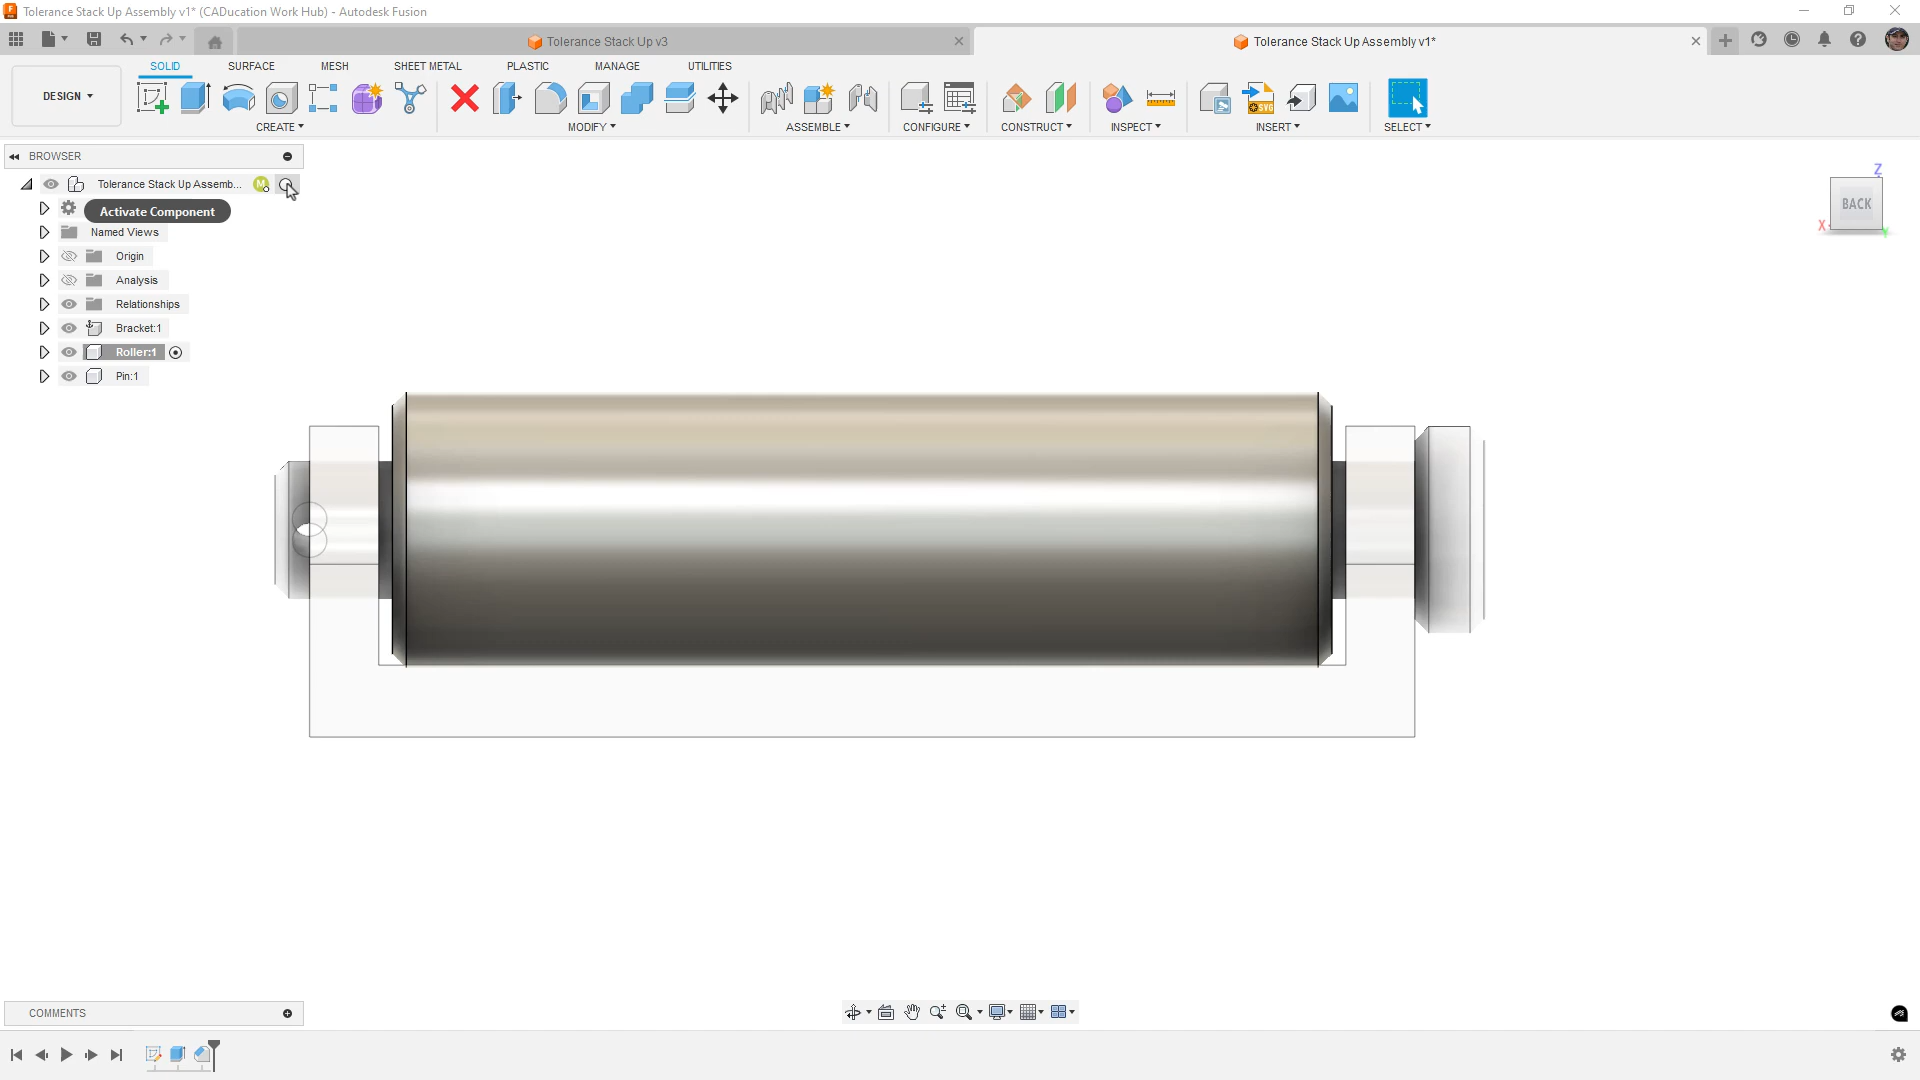 Tolerance Stack Up Assembly v1* (CADucation Work Hub) - Autodesk Fusion
Tolerance Stack Up v3
Tolerance Stack Up Assembly v1*
DESIGN
SOLID
SURFACE
MESH
SHEET METAL
PLASTIC
MANAGE
UTILITIES
CREATE
MODIFY
ASSEMBLE
CONFIGURE
CONSTRUCT
INSPECT
INSERT
SELECT
SVG
BROWSER
Tolerance Stack Up Assemb...
M
Activate Component
Named Views
Origin
Analysis
Relationships
Bracket:1
Roller:1
Pin:1
Z
BACK
X
Y
COMMENTS